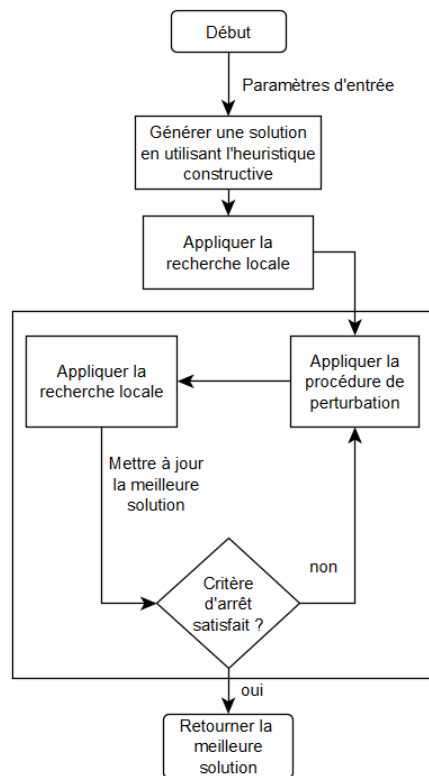 Début
Paramètres d'entrée
Générer une solution
en utilisant l'heuristique
constructive
Appliquer la
recherche locale
Appliquer la
recherche locale
Appliquer la
procédure de
perturbation
Mettre à jour
la meilleure
solution
Critère
d'arrêt
satisfait ?
non
oui
Retourner la
meilleure
solution